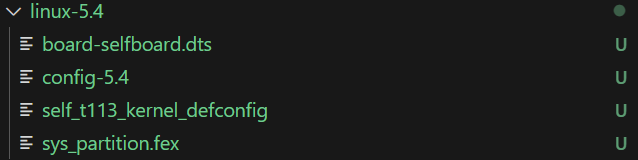 linux-5.4
board-selfboard.dts U
config-5.4 U
self_t113_kernel_defconfig U
sys_partition.fex U